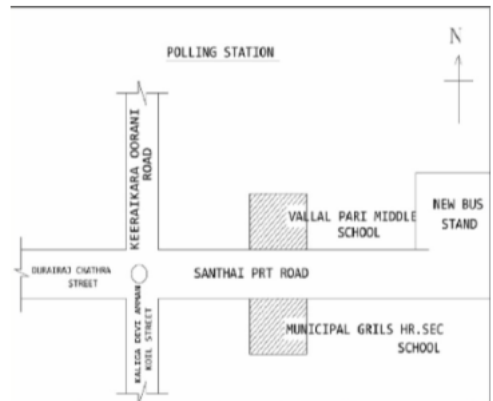 POLLING STATION
N
KEERAIKARA OORANI
ROAD
VALLAL PARI MIDDLE
SCHOOL
NEW BUS
STAND
DURAIRAJ CHATHRA
STREET
SANTHAI PRT ROAD
KALIGA DEVI AMMAN
KOIL STREET
MUNICIPAL GRILS HR.SEC
SCHOOL